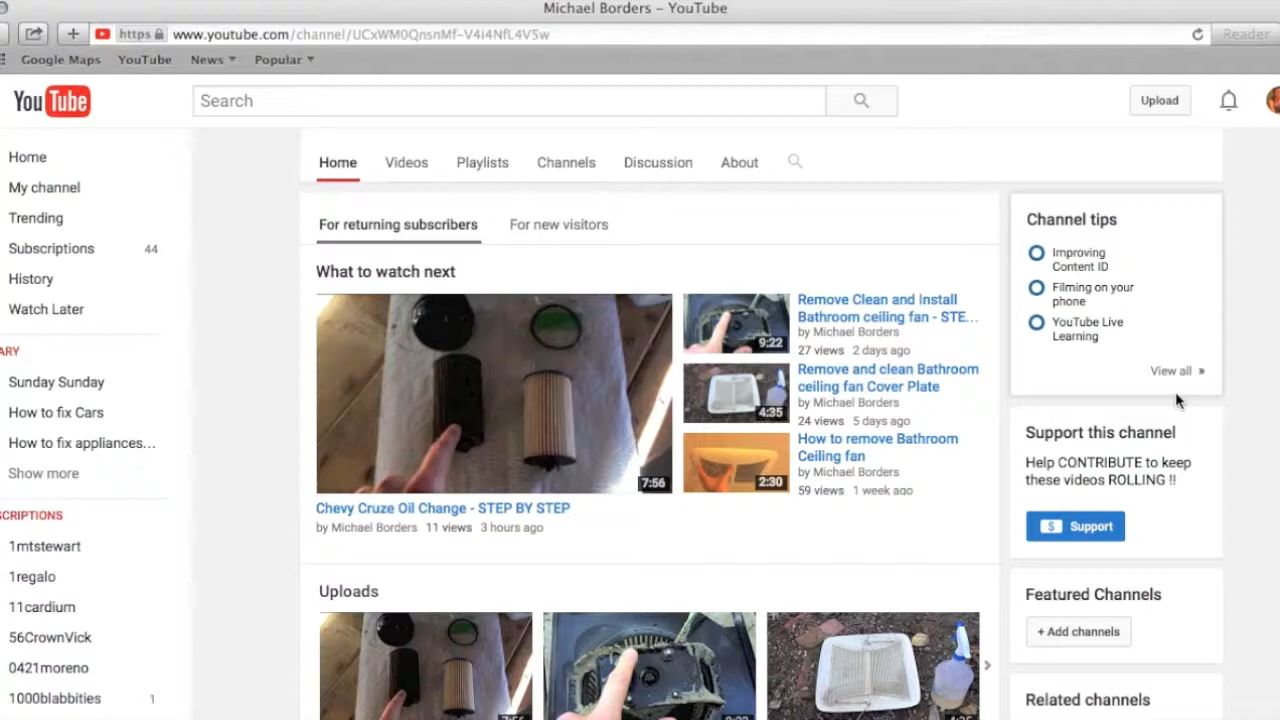 Michael Borders – YouTube
https www.youtube.com/channel/UCxWM0QnsnMf-V4i4NfL4V5w
Reader
Google Maps YouTube News Popular
YouTube
Search
Upload
Home
My channel
Trending
Subscriptions 44
History
Watch Later
ARY
Sunday Sunday
How to fix Cars
How to fix appliances...
Show more
SCRIPTIONS
1mtstewart
1regalo
11cardium
56CrownVick
0421moreno
1000blabbities 1
Home Videos Playlists Channels Discussion About
For returning subscribers For new visitors
What to watch next
7:56
Chevy Cruze Oil Change - STEP BY STEP
by Michael Borders 11 views 3 hours ago
9:22
Remove Clean and Install
Bathroom ceiling fan - STE...
by Michael Borders
27 views 2 days ago
4:35
Remove and clean Bathroom
ceiling fan Cover Plate
by Michael Borders
24 views 5 days ago
2:30
How to remove Bathroom
Ceiling fan
by Michael Borders
59 views 1 week ago
Uploads
Channel tips
Improving
Content ID
Filming on your
phone
YouTube Live
Learning
View all »
Support this channel
Help CONTRIBUTE to keep
these videos ROLLING !!
$ Support
Featured Channels
+ Add channels
Related channels